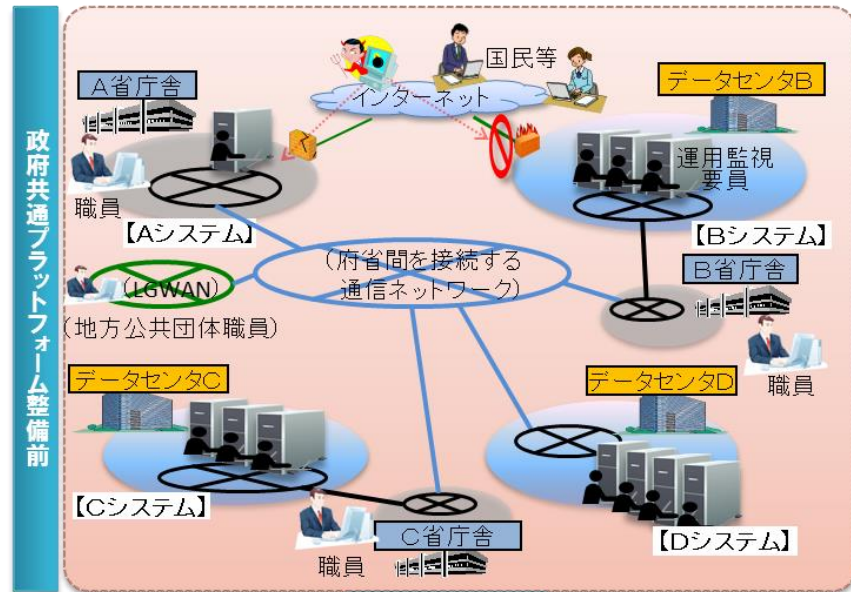 政府共通プラットフォーム整備前
国民等
インターネット
A省庁舎
データセンタB
職員
運用監視
要員
【Aシステム】
【Bシステム】
(府省間を接続する
通信ネットワーク)
B省庁舎
(LGWAN)
(地方公共団体職員)
職員
データセンタC
データセンタD
【Cシステム】
【Dシステム】
C省庁舎
職員